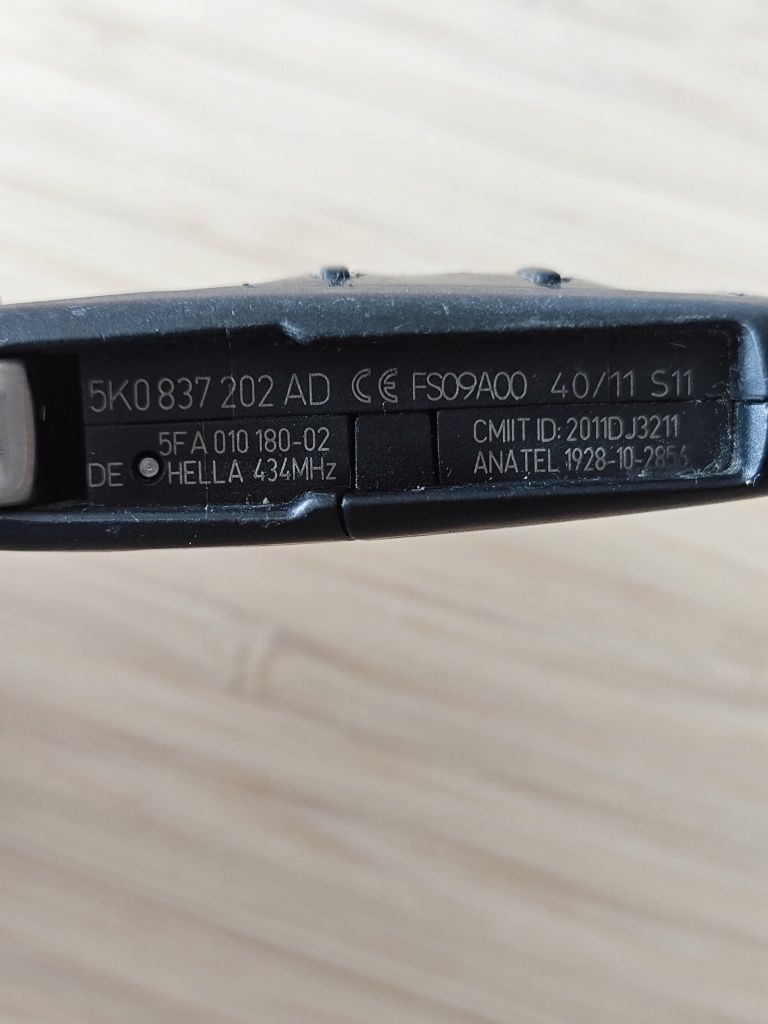 5K0 837 202 AD CE FS09A00 40/11 S11
5FA 010 180-02
DE HELLA 434MHz
CMIIT ID: 2011DJ3211
ANATEL 1928-10-2856